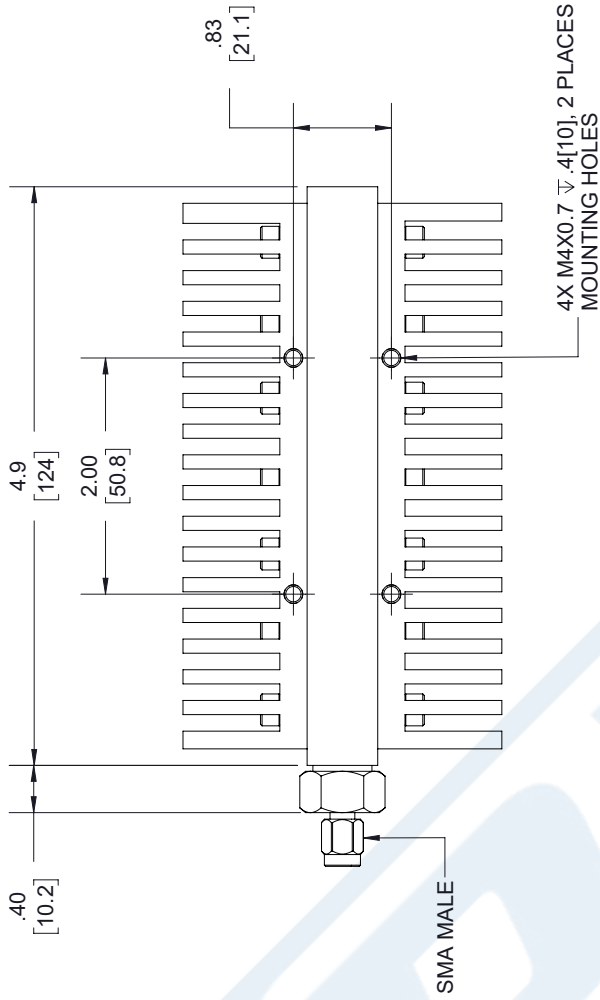 .83
[21.1]
4.9
[124]
2.00
[50.8]
4X M4X0.7 ↧ .4[10], 2 PLACES
MOUNTING HOLES
.40
[10.2]
SMA MALE